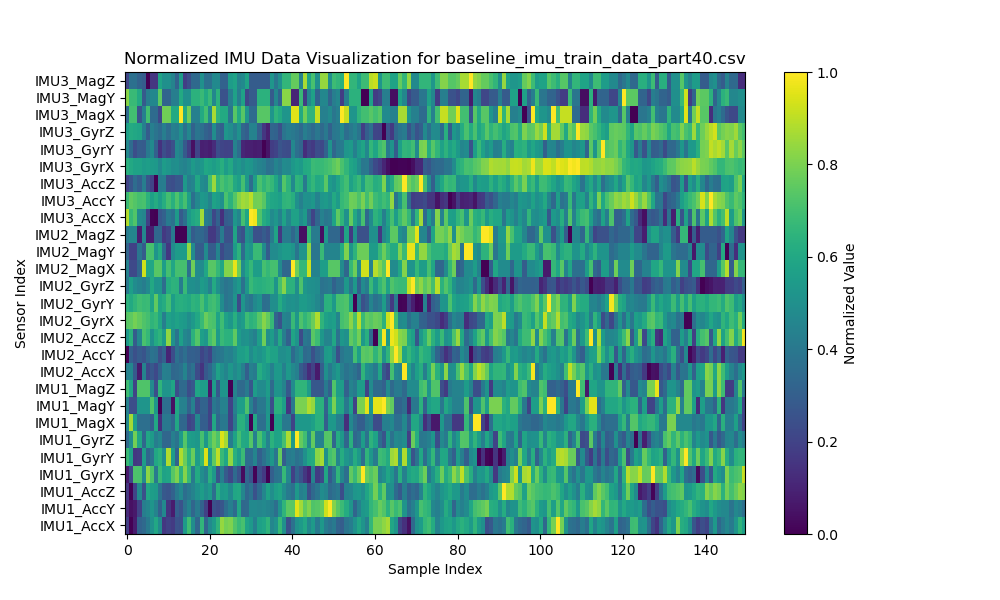 Normalized IMU Data Visualization for baseline_imu_train_data_part40.csv
IMU3_MagZ
IMU3_MagY
IMU3_MagX
IMU3_GyrZ
IMU3_GyrY
IMU3_GyrX
IMU3_AccZ
IMU3_AccY
IMU3_AccX
IMU2_MagZ
IMU2_MagY
IMU2_MagX
IMU2_GyrZ
IMU2_GyrY
IMU2_GyrX
IMU2_AccZ
IMU2_AccY
IMU2_AccX
IMU1_MagZ
IMU1_MagY
IMU1_MagX
IMU1_GyrZ
IMU1_GyrY
IMU1_GyrX
IMU1_AccZ
IMU1_AccY
IMU1_AccX
Sensor Index
0 20 40 60 80 100 120 140
Sample Index
1.0
0.8
0.6
0.4
0.2
0.0
Normalized Value